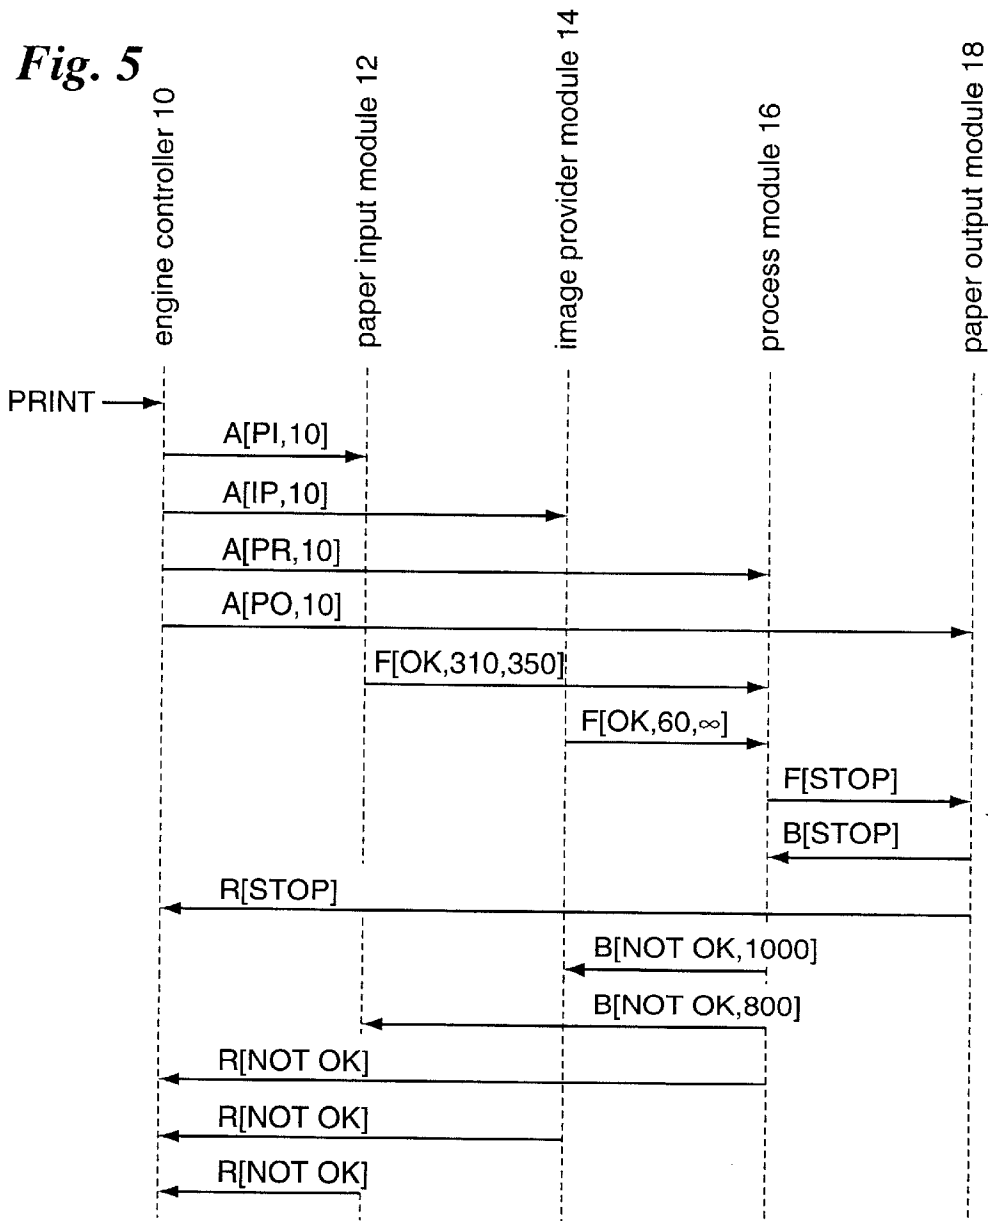 Fig. 5
engine controller 10
paper input module 12
image provider module 14
process module 16
paper output module 18
PRINT
A[PI,10]
A[IP,10]
A[PR,10]
A[PO,10]
F[OK,310,350]
F[OK,60,∞]
F[STOP]
B[STOP]
R[STOP]
B[NOT OK,1000]
B[NOT OK,800]
R[NOT OK]
R[NOT OK]
R[NOT OK]